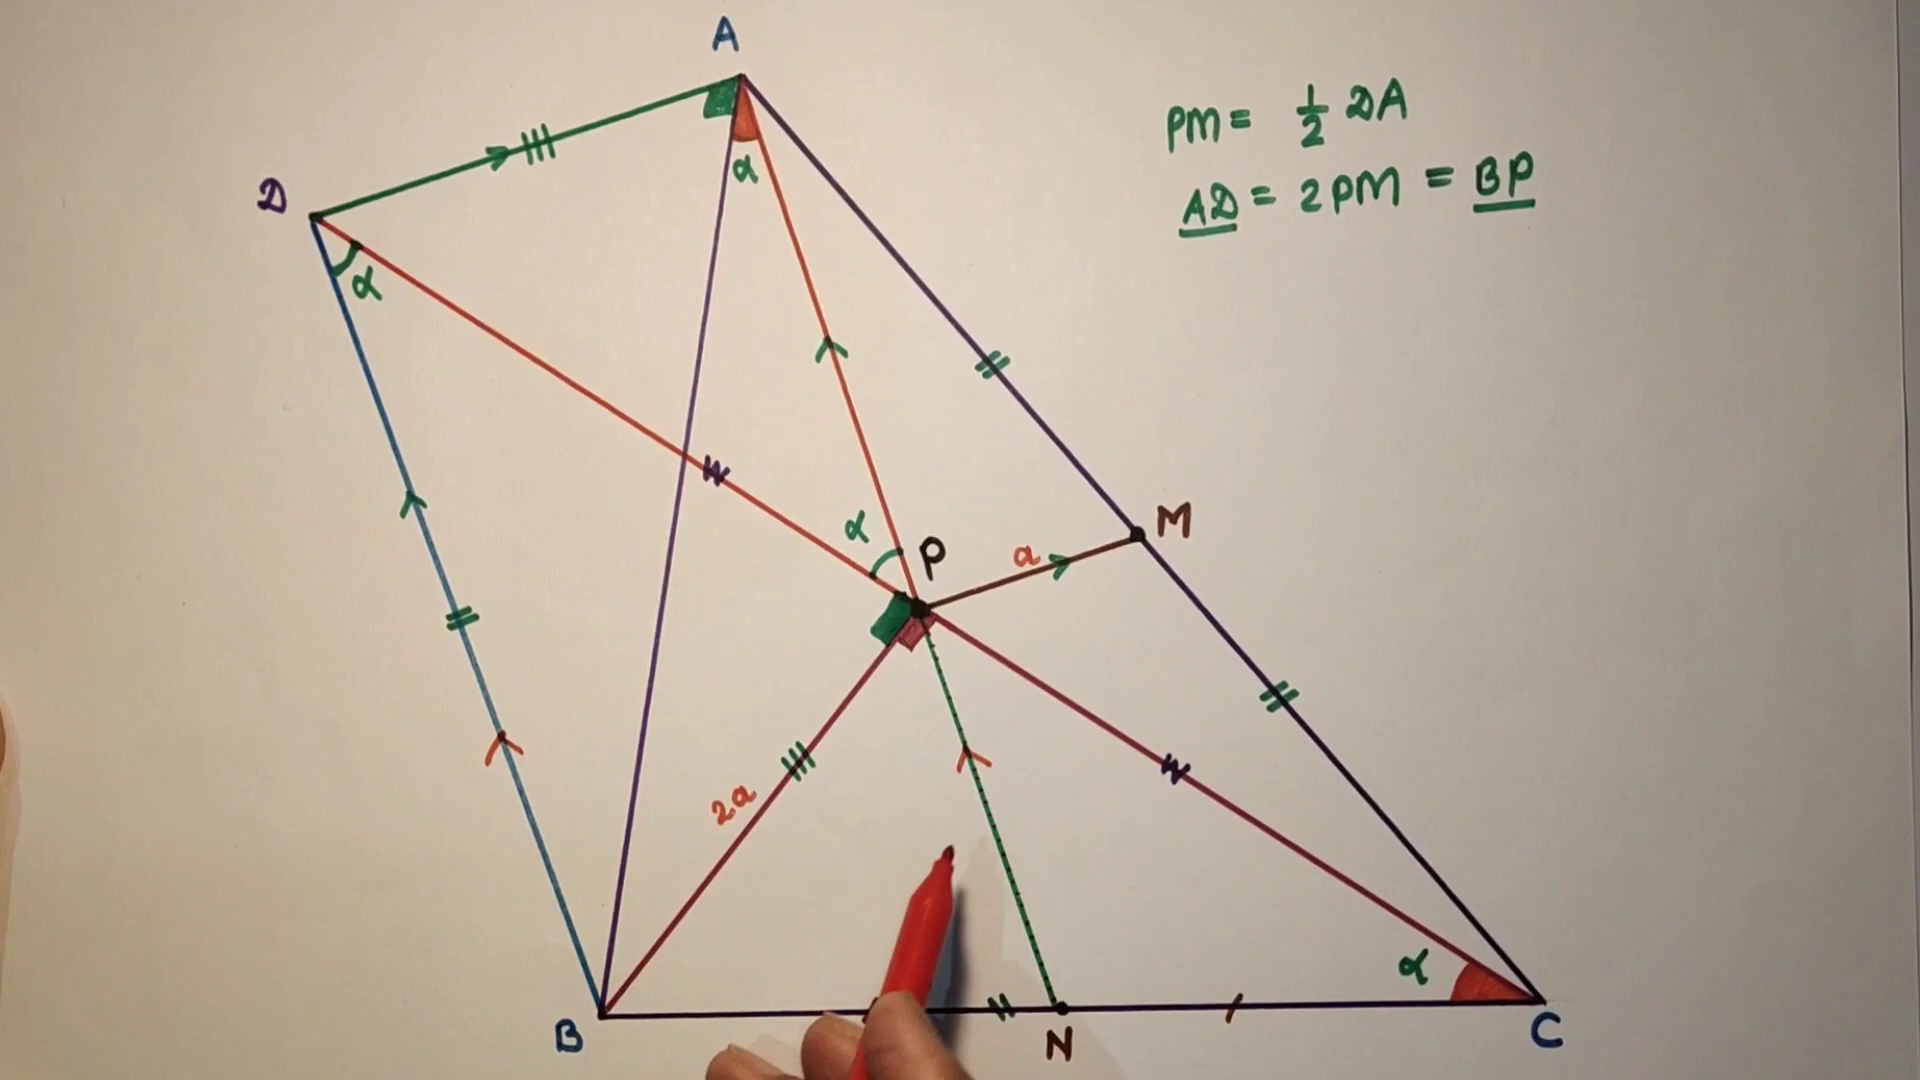 A
PM = 1/2 DA
D
AD = 2PM = BP
α
α
α
P
a
M
2a
α
B
N
C